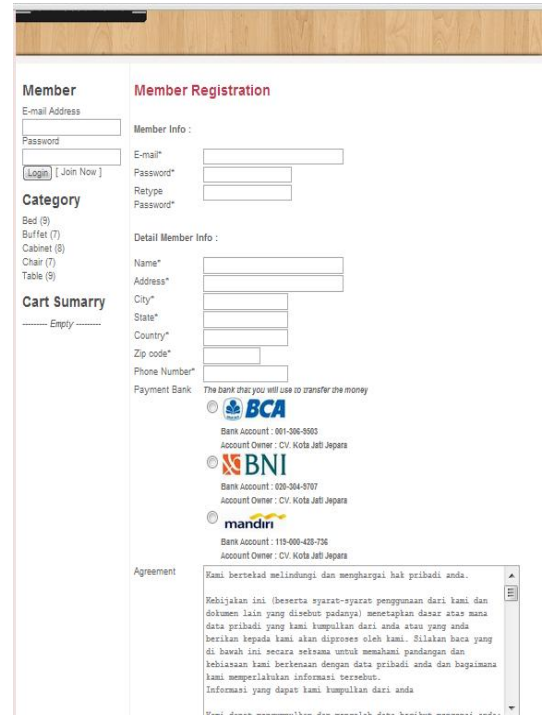 Member
E-mail Address
Password
Login [ Join Now ]
Category
Bed (9)
Buffet (7)
Cabinet (8)
Chair (7)
Table (9)
Cart Sumarry
--------- Empty ---------
Member Registration
Member Info :
E-mail*
Password*
Retype
Password*
Detail Member Info :
Name*
Address*
City*
State*
Country*
Zip code*
Phone Number*
Payment Bank The bank that you will use to transfer the money
BCA
Bank Account : 001-306-9503
Account Owner : CV. Kota Jati Jepara
BNI
Bank Account : 020-304-9707
Account Owner : CV. Kota Jati Jepara
mandiri
Bank Account : 119-000-428-736
Account Owner : CV. Kota Jati Jepara
Agreement
Kami bertekad melindungi dan menghargai hak pribadi anda.
Kebijakan ini (beserta syarat-syarat penggunaan dari kami dan
dokumen lain yang disebut padanya) menetapkan dasar atas mana
data pribadi yang kami kumpulkan dari anda atau yang anda
berikan kepada kami akan diproses oleh kami. Silakan baca yang
di bawah ini secara seksama untuk memahami pandangan dan
kebiasaan kami berkenaan dengan data pribadi anda dan bagaimana
kami memperlakukan informasi tersebut.
Informasi yang dapat kami kumpulkan dari anda